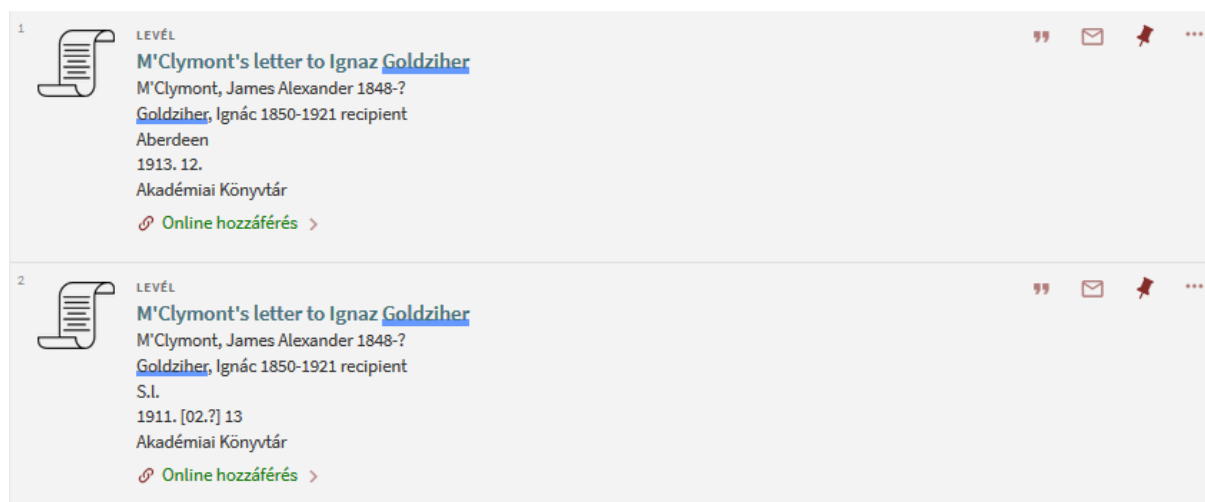 1
LEVÉL
M'Clymont's letter to Ignaz Goldziher
M'Clymont, James Alexander 1848-?
Goldziher, Ignác 1850-1921 recipient
Aberdeen
1913. 12.
Akadémiai Könyvtár
Online hozzáférés
2
LEVÉL
M'Clymont's letter to Ignaz Goldziher
M'Clymont, James Alexander 1848-?
Goldziher, Ignác 1850-1921 recipient
S.l.
1911. [02.?] 13
Akadémiai Könyvtár
Online hozzáférés